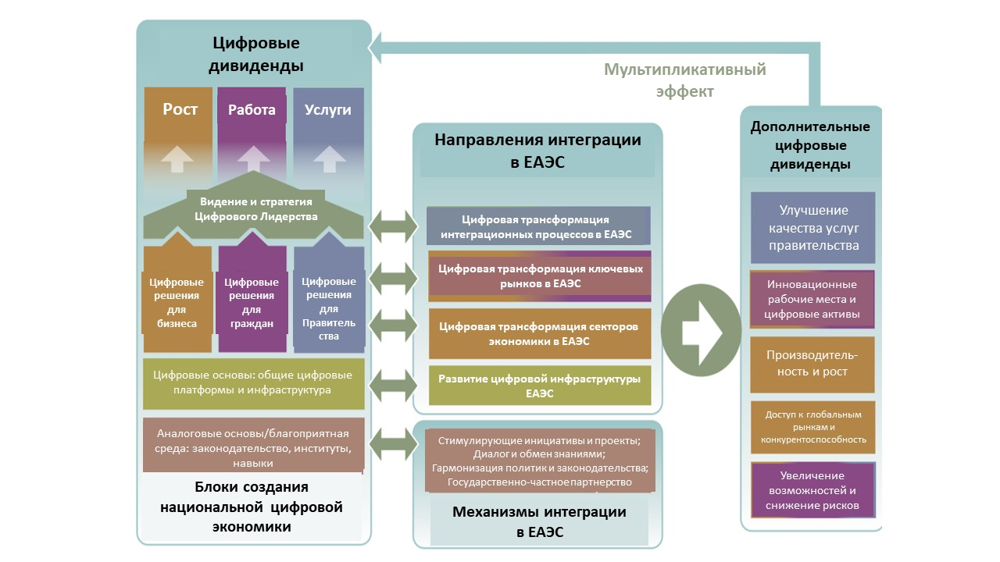 Цифровые
дивиденды
Рост
Работа
Услуги
Видение и стратегия
Цифрового Лидерства
Цифровые
решения
для
бизнеса
Цифровые
решения
для
граждан
Цифровые
решения
для
Правитель
ства
Цифровые основы: общие цифровые
платформы и инфраструктура
Аналоговые основы/благоприятная
среда: законодательство, институты,
навыки
Блоки создания
национальной цифровой
экономики
Направления интеграции
в ЕАЭС
Цифровая трансформация
интеграционных процессов в ЕАЭС
Цифровая трансформация ключевых
рынков в ЕАЭС
Цифровая трансформация секторов
экономики в ЕАЭС
Развитие цифровой инфраструктуры
ЕАЭС
Стимулирующие инициативы и проекты;
Диалог и обмен знаниями;
Гармонизация политик и законодательства;
Государственно-частное партнерство
Механизмы интеграции
в ЕАЭС
Мультипликативный
эффект
Дополнительные
цифровые
дивиденды
Улучшение
качества услуг
правительства
Инновационные
рабочие места и
цифровые активы
Производитель-
ность и рост
Доступ к глобальным
рынкам и
конкурентоспособность
Увеличение
возможностей и
снижение рисков